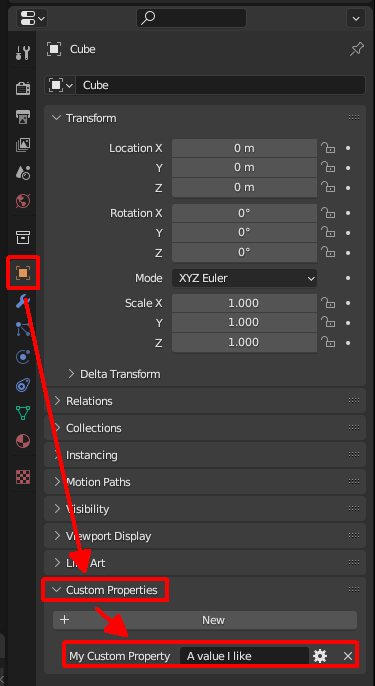 Cube
Cube
Transform
Location X 0 m
Y 0 m
Z 0 m
Rotation X 0°
Y 0°
Z 0°
Mode XYZ Euler
Scale X 1.000
Y 1.000
Z 1.000
Delta Transform
Relations
Collections
Instancing
Motion Paths
Visibility
Viewport Display
Art
Custom Properties
+ New
My Custom Property A value I like